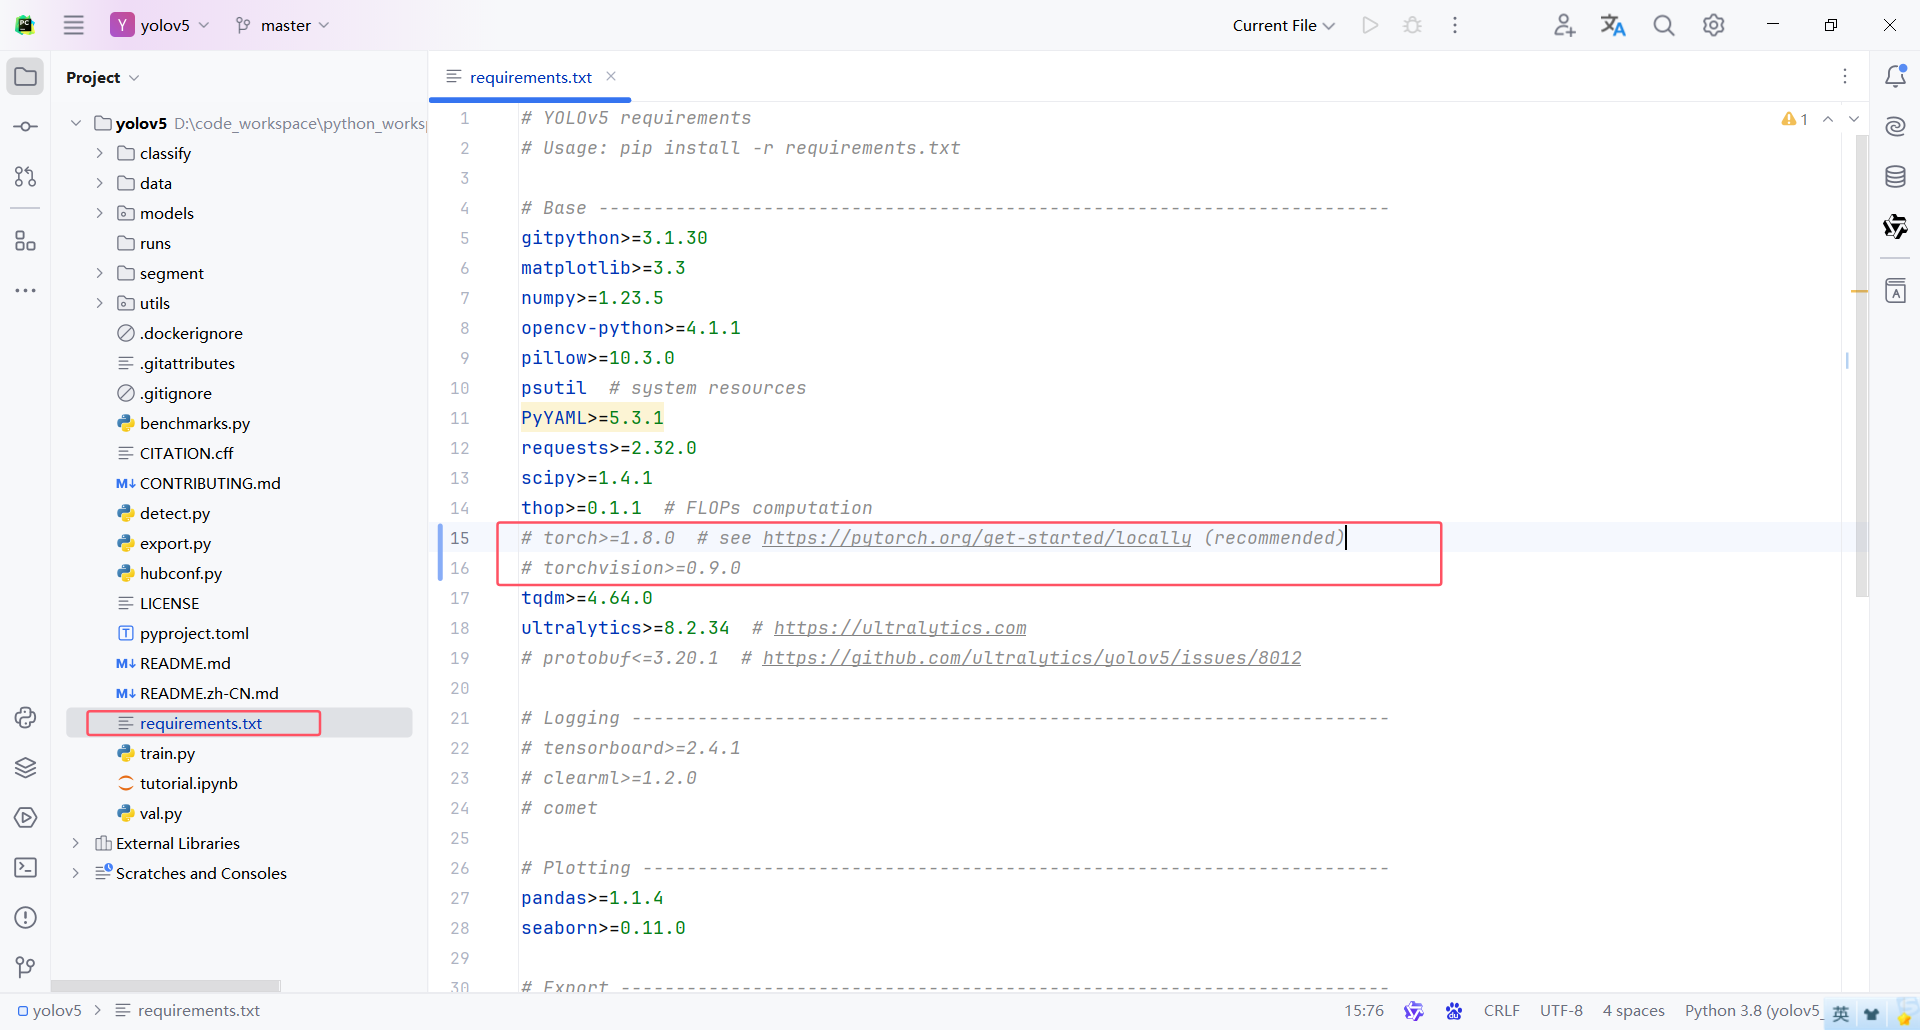 Y yolov5 master Current File
Project
requirements.txt
yolov5 D:\code_workspace\python_worksp
classify
data
models
runs
segment
utils
.dockerignore
.gitattributes
.gitignore
benchmarks.py
CITATION.cff
CONTRIBUTING.md
detect.py
export.py
hubconf.py
LICENSE
pyproject.toml
README.md
README.zh-CN.md
requirements.txt
train.py
tutorial.ipynb
val.py
External Libraries
Scratches and Consoles
1 # YOLOv5 requirements
2 # Usage: pip install -r requirements.txt
3
4 # Base ------------------------------------------------------------------------
5 gitpython>=3.1.30
6 matplotlib>=3.3
7 numpy>=1.23.5
8 opencv-python>=4.1.1
9 pillow>=10.3.0
10 psutil  # system resources
11 PyYAML>=5.3.1
12 requests>=2.32.0
13 scipy>=1.4.1
14 thop>=0.1.1  # FLOPs computation
15 # torch>=1.8.0  # see https://pytorch.org/get-started/locally (recommended)
16 # torchvision>=0.9.0
17 tqdm>=4.64.0
18 ultralytics>=8.2.34  # https://ultralytics.com
19 # protobuf<=3.20.1  # https://github.com/ultralytics/yolov5/issues/8012
20
21 # Logging ---------------------------------------------------------------------
22 # tensorboard>=2.4.1
23 # clearml>=1.2.0
24 # comet
25
26 # Plotting --------------------------------------------------------------------
27 pandas>=1.1.4
28 seaborn>=0.11.0
29
30 # Export ----------------------------------------------------------------------
1
yolov5 > requirements.txt
15:76 CRLF UTF-8 4 spaces Python 3.8 (yolov5_
英